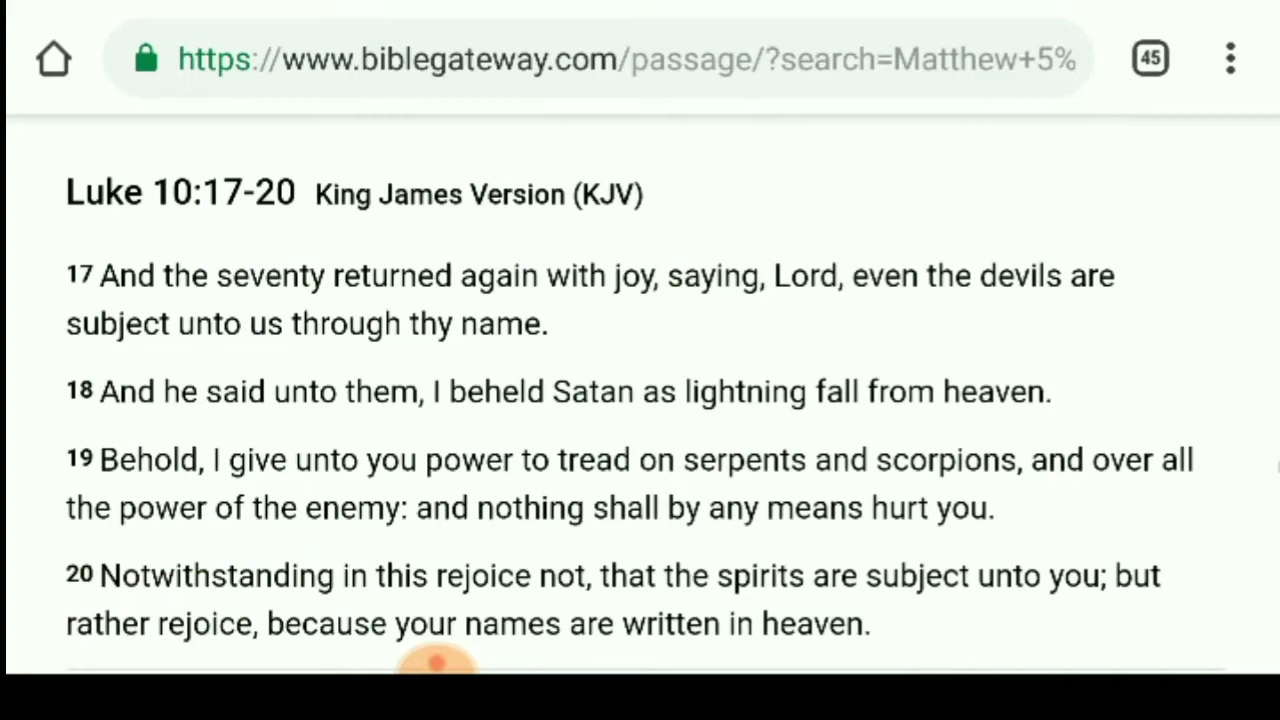 https://www.biblegateway.com/passage/?search=Matthew+5%
45
Luke 10:17-20 King James Version (KJV)
17 And the seventy returned again with joy, saying, Lord, even the devils are
subject unto us through thy name.
18 And he said unto them, I beheld Satan as lightning fall from heaven.
19 Behold, I give unto you power to tread on serpents and scorpions, and over all
the power of the enemy: and nothing shall by any means hurt you.
20 Notwithstanding in this rejoice not, that the spirits are subject unto you; but
rather rejoice, because your names are written in heaven.